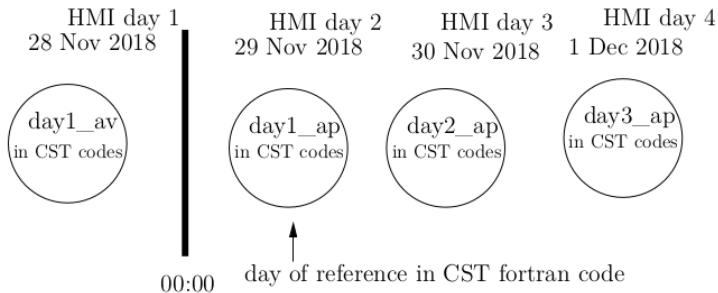 HMI day 1
28 Nov 2018
HMI day 2
29 Nov 2018
HMI day 3
30 Nov 2018
HMI day 4
1 Dec 2018
day1_av
in CST codes
day1_ap
in CST codes
day2_ap
in CST codes
day3_ap
in CST codes
00:00
day of reference in CST fortran code